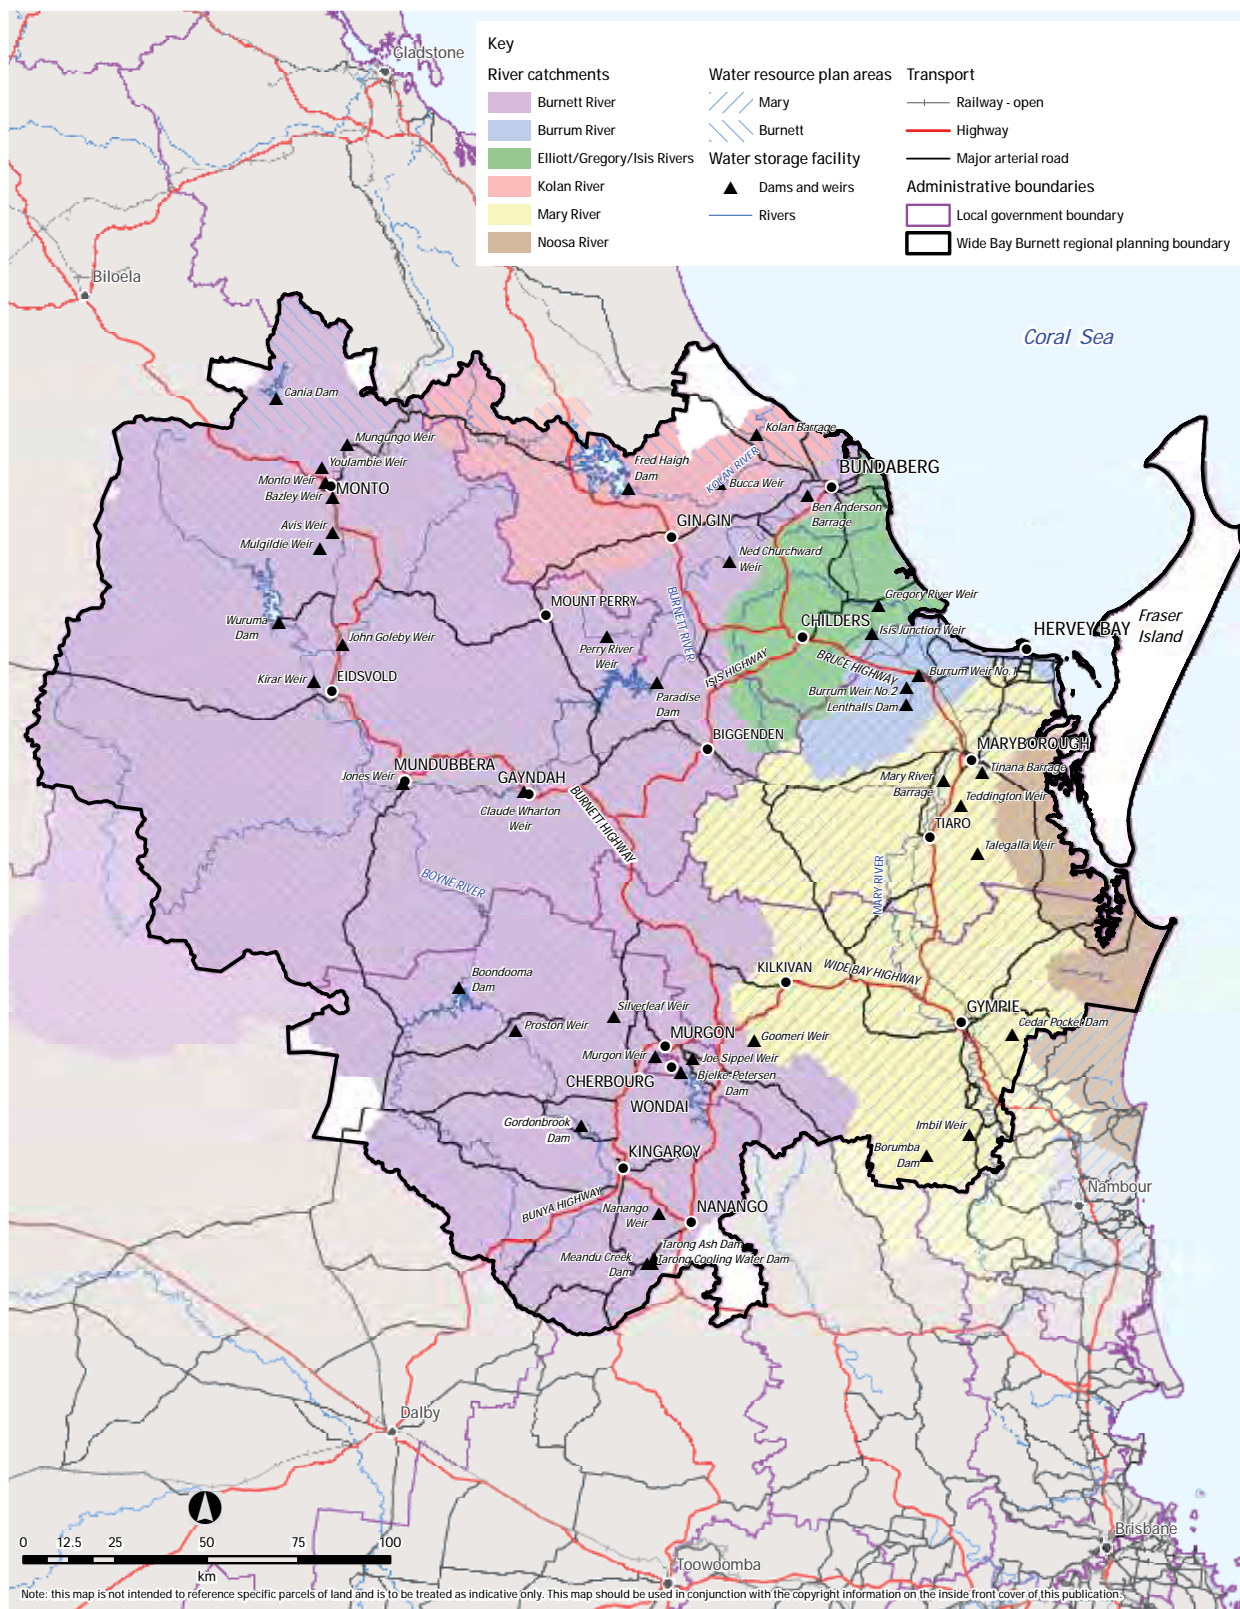 Gladstone
Key
River catchments
Burnett River
Burrum River
Elliott/Gregory/Isis Rivers
Kolan River
Mary River
Noosa River
Water resource plan areas
Mary
Burnett
Water storage facility
Dams and weirs
Rivers
Transport
Railway - open
Highway
Major arterial road
Administrative boundaries
Local government boundary
Wide Bay Burnett regional planning boundary
Biloela
Coral Sea
Cania Dam
Mungungo Weir
Youlambie Weir
Monto Weir
MONTO
Bazley Weir
Avis Weir
Mulgildie Weir
Kolan Barrage
Fred Haigh
Dam
KOLAN RIVER
Bucca Weir
BUNDABERG
Ben Anderson
Barrage
GIN GIN
Ned Churchward
Weir
Wuruma
Dam
John Goleby Weir
MOUNT PERRY
Perry River
Weir
BURNETT RIVER
Gregory River Weir
CHILDERS
Isis Junction Weir
HERVEY BAY
Fraser
Island
Kirar Weir
EIDSVOLD
Paradise
Dam
ISIS HIGHWAY
BRUCE HIGHWAY
Burrum Weir No.1
Burrum Weir No.2
Lenthalls Dam
BIGGENDEN
MARYBOROUGH
Jones Weir
MUNDUBBERA
GAYNDAH
Claude Wharton
Weir
BURNETT HIGHWAY
Mary River
Barrage
Tinana Barrage
Teddington Weir
TIARO
Talegalla Weir
BOYNE RIVER
MARY RIVER
Boondooma
Dam
Proston Weir
Silverleaf Weir
KILKIVAN
WIDE BAY HIGHWAY
GYMPIE
Cedar Pocket Dam
MURGON
Goomeri Weir
Murgon Weir
Joe Sippel Weir
CHERBOURG
Bjelke-Petersen
Dam
WONDAI
Gordonbrook
Dam
Imbil Weir
Borumba
Dam
KINGAROY
BUNYA HIGHWAY
Nanango
Weir
NANANGO
Nambour
Tarong Ash Dam
Meandu Creek
Dam
Tarong Cooling Water Dam
Dalby
Brisbane
Toowoomba
0 12.5 25 50 75 100
km
Note: this map is not intended to reference specific parcels of land and is to be treated as indicative only. This map should be used in conjunction with the copyright information on the inside front cover of this publication.